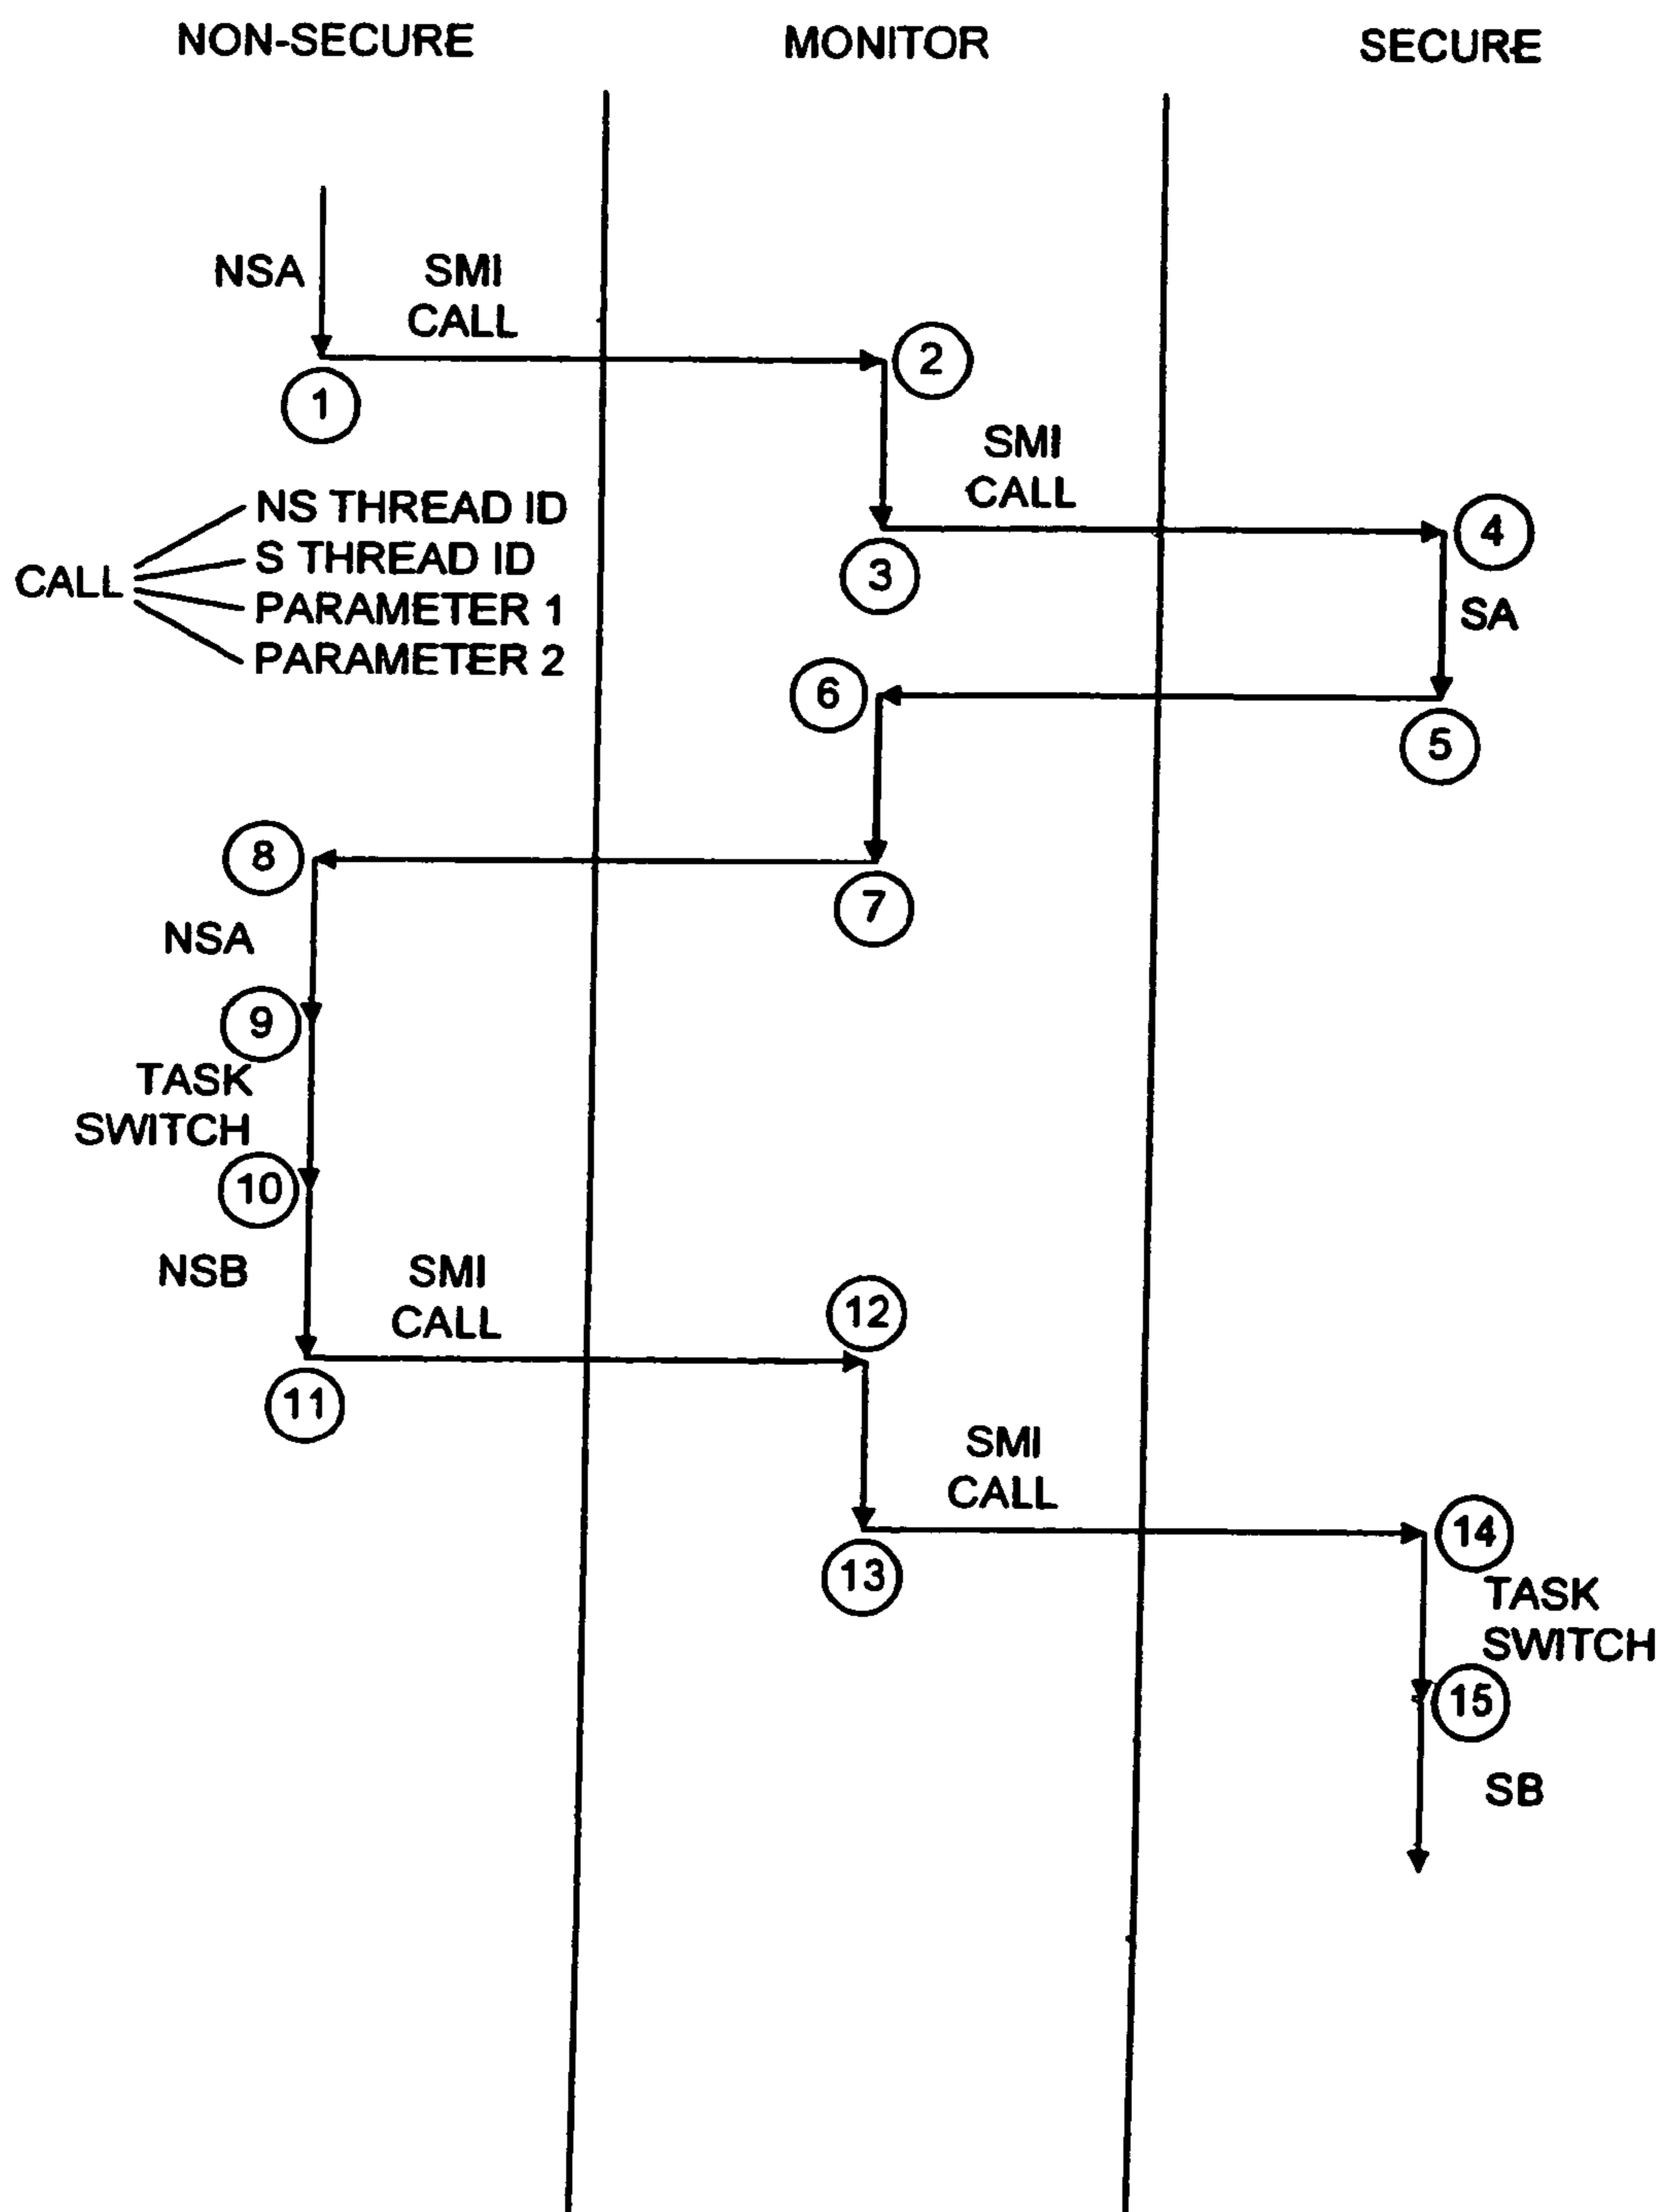 NON-SECURE
MONITOR
SECURE
NSA
SMI
CALL
2
1
SMI
CALL
4
3
CALL
NS THREAD ID
S THREAD ID
PARAMETER 1
PARAMETER 2
SA
6
5
8
7
NSA
9
TASK
SWITCH
10
NSB
SMI
CALL
12
11
SMI
CALL
14
13
TASK
SWITCH
15
SB